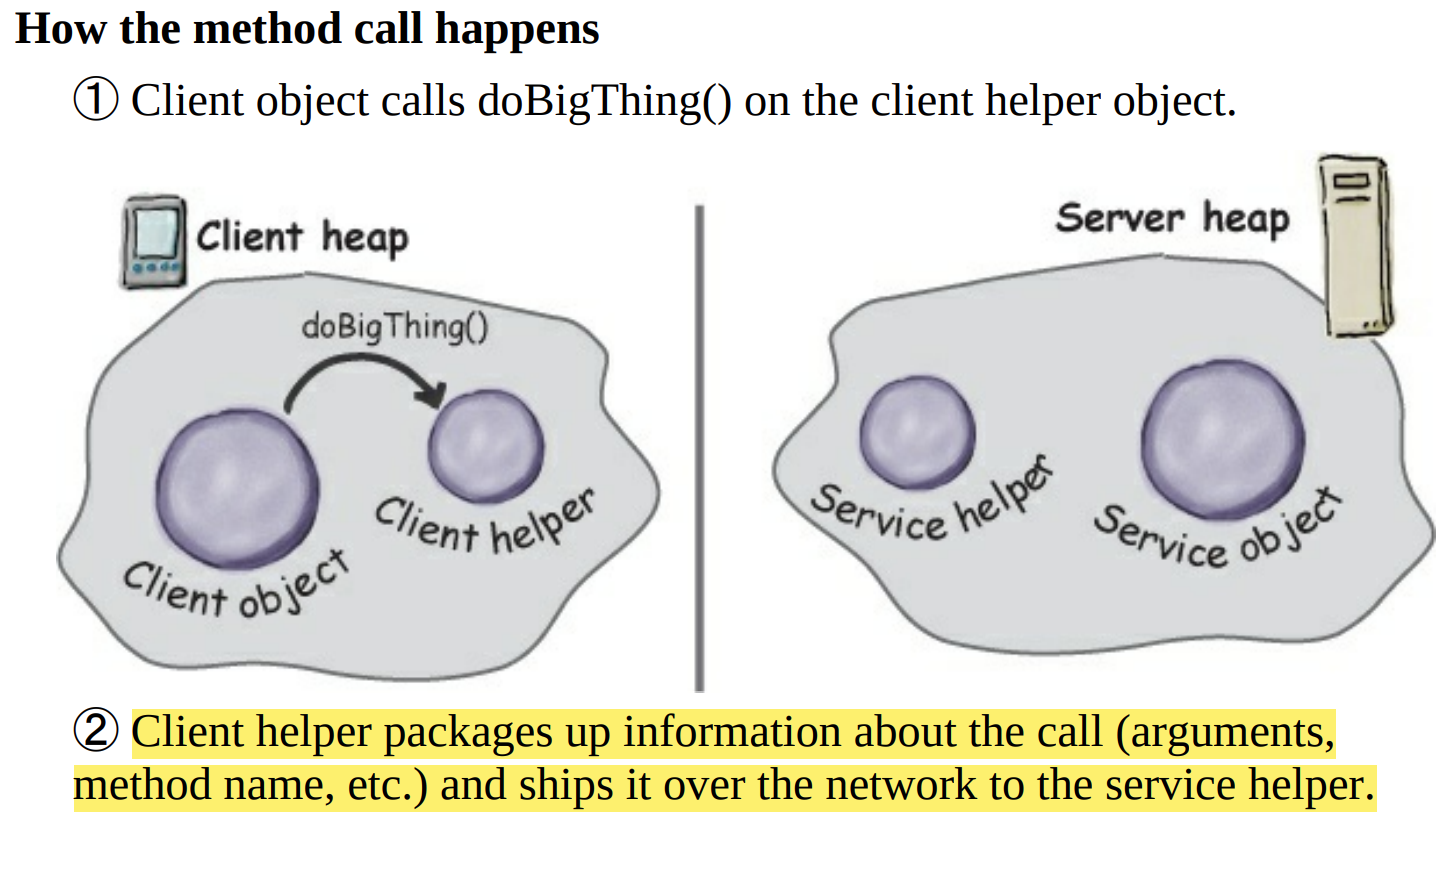 How the method call happens
① Client object calls doBigThing() on the client helper object.
Client heap
Server heap
doBigThing()
Client object
Client helper
Service helper
Service object
② Client helper packages up information about the call (arguments,
method name, etc.) and ships it over the network to the service helper.